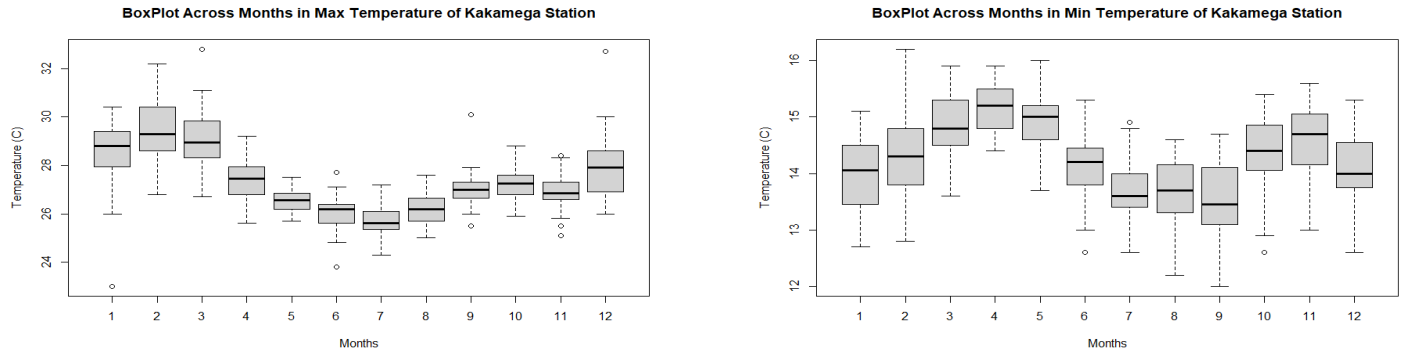 BoxPlot Across Months in Max Temperature of Kakamega Station
Temperature (C)
32
30
28
26
24
1 2 3 4 5 6 7 8 9 10 11 12
Months
BoxPlot Across Months in Min Temperature of Kakamega Station
Temperature (C)
16
15
14
13
12
1 2 3 4 5 6 7 8 9 10 11 12
Months